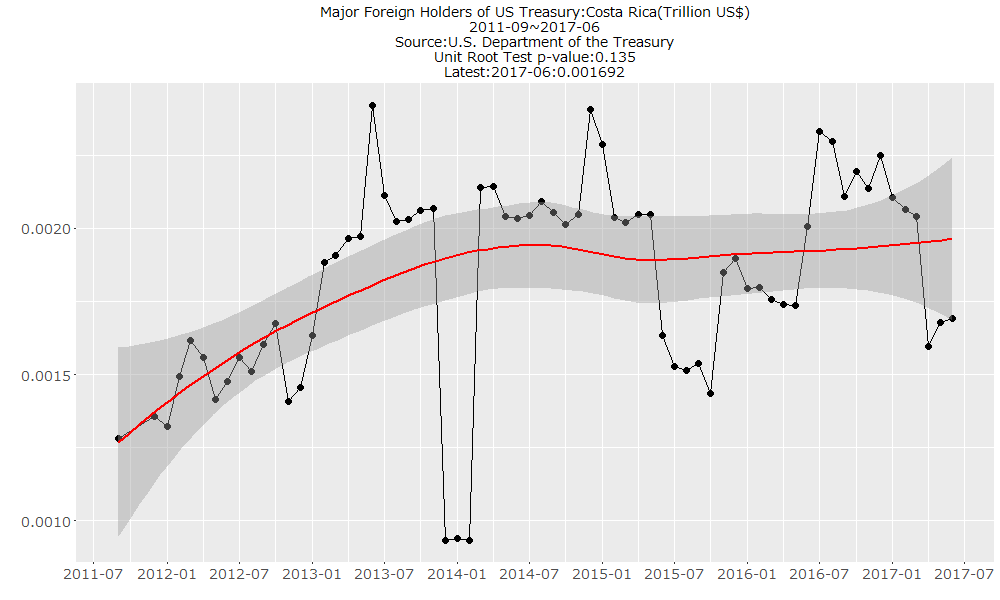 Major Foreign Holders of US Treasury:Costa Rica(Trillion US$)
2011-09~2017-06
Source:U.S. Department of the Treasury
Unit Root Test p-value:0.135
Latest:2017-06:0.001692
0.0020
0.0015
0.0010
2011-07 2012-01 2012-07 2013-01 2013-07 2014-01 2014-07 2015-01 2015-07 2016-01 2016-07 2017-01 2017-07